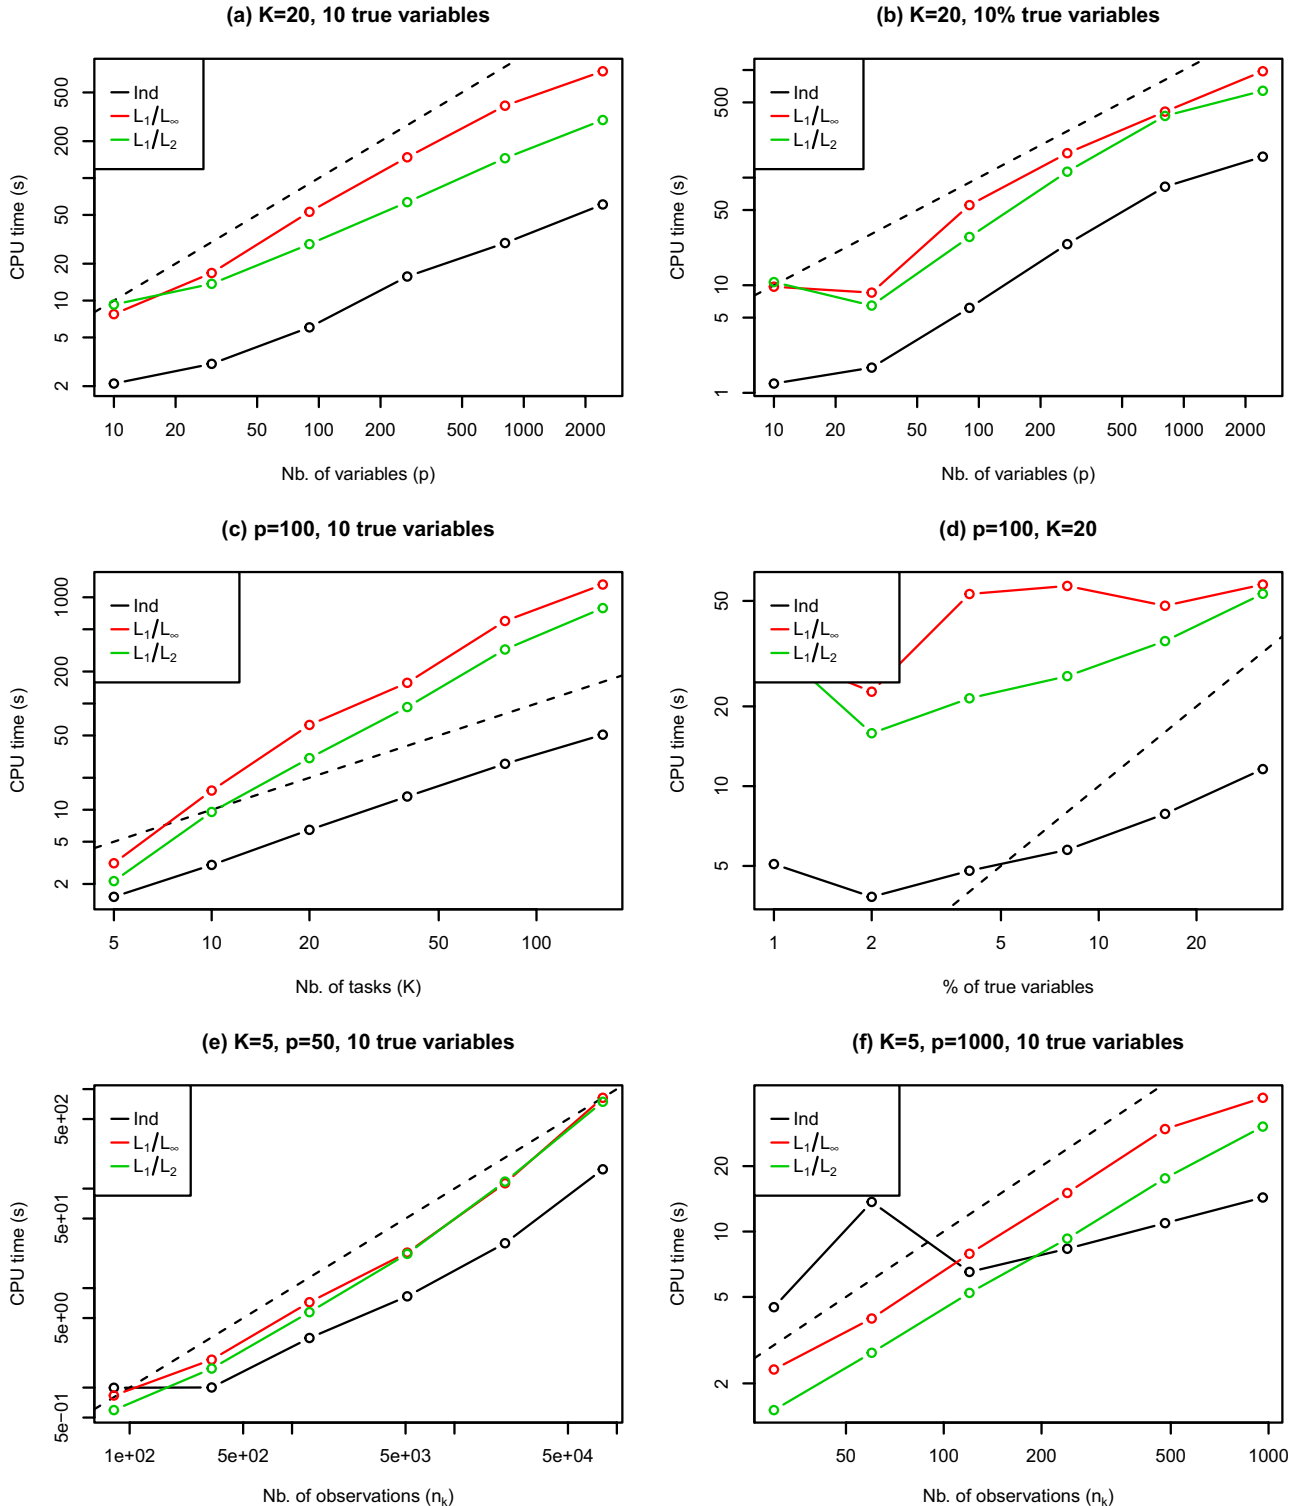 (a) K=20, 10 true variables
Ind
L₁/L∞
L₁/L₂
CPU time (s)
2
5
10
20
50
200
500
10
20
50
100
200
500
1000
2000
Nb. of variables (p)
(b) K=20, 10% true variables
Ind
L₁/L∞
L₁/L₂
CPU time (s)
1
5
10
50
500
10
20
50
100
200
500
1000
2000
Nb. of variables (p)
(c) p=100, 10 true variables
Ind
L₁/L∞
L₁/L₂
CPU time (s)
2
5
10
50
200
1000
5
10
20
50
100
Nb. of tasks (K)
(d) p=100, K=20
Ind
L₁/L∞
L₁/L₂
CPU time (s)
5
10
20
50
1
2
5
10
20
% of true variables
(e) K=5, p=50, 10 true variables
Ind
L₁/L∞
L₁/L₂
CPU time (s)
5e−01
5e+00
5e+01
5e+02
1e+02
5e+02
5e+03
5e+04
Nb. of observations (nₖ)
(f) K=5, p=1000, 10 true variables
Ind
L₁/L∞
L₁/L₂
CPU time (s)
2
5
10
20
50
100
200
500
1000
Nb. of observations (nₖ)